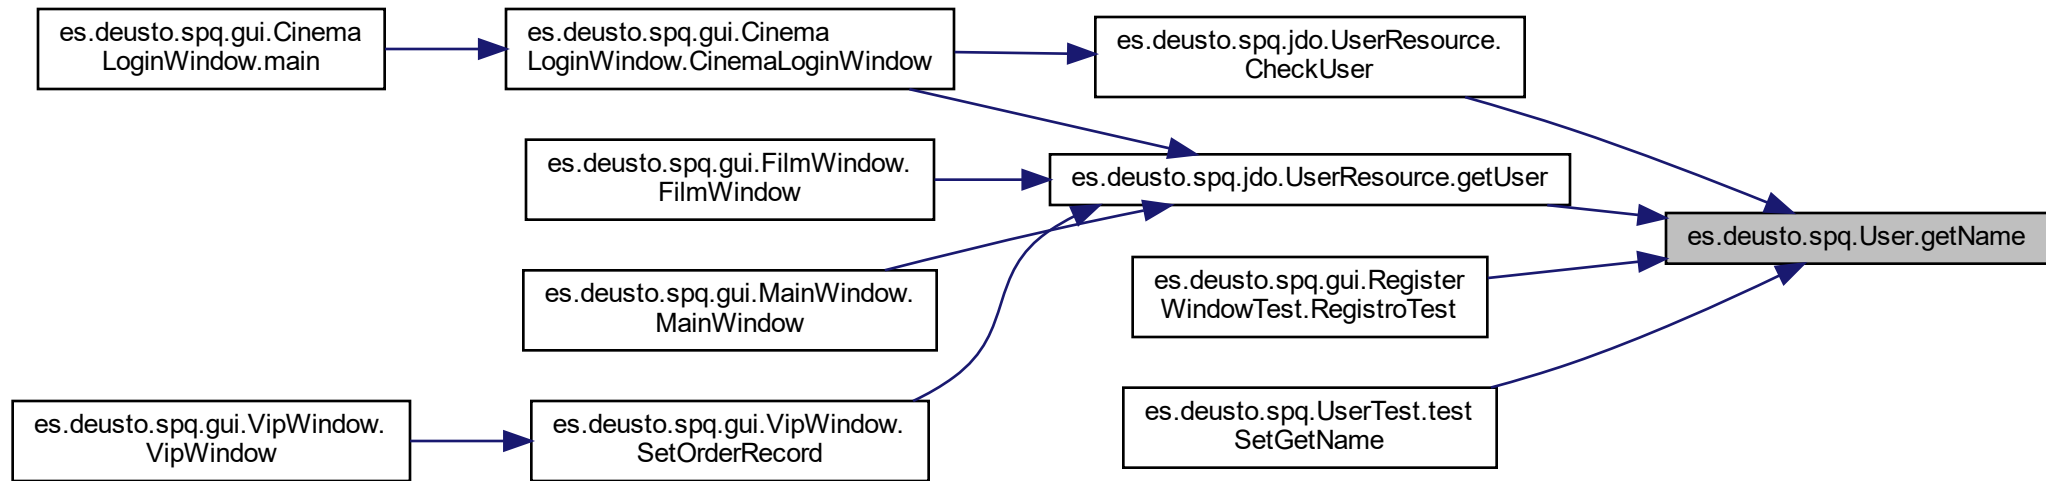 es.deusto.spq.gui.Cinema
LoginWindow.main
es.deusto.spq.gui.Cinema
LoginWindow.CinemaLoginWindow
es.deusto.spq.jdo.UserResource.
CheckUser
es.deusto.spq.gui.FilmWindow.
FilmWindow
es.deusto.spq.jdo.UserResource.getUser
es.deusto.spq.User.getName
es.deusto.spq.gui.MainWindow.
MainWindow
es.deusto.spq.gui.Register
WindowTest.RegistroTest
es.deusto.spq.gui.VipWindow.
VipWindow
es.deusto.spq.gui.VipWindow.
SetOrderRecord
es.deusto.spq.UserTest.test
SetGetName